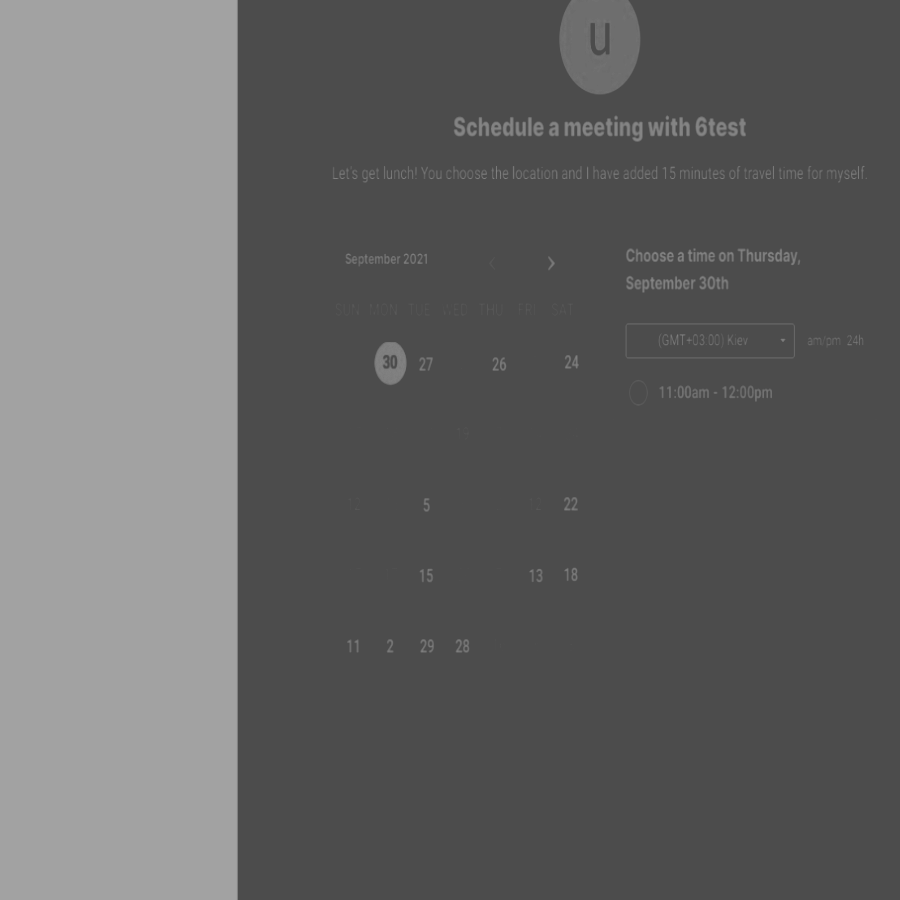 u
Schedule a meeting with 6test
Let's get lunch! You choose the location and I have added 15 minutes of travel time for myself.
September 2021
SUN MON TUE WED THU FRI SAT
30 27 26 24
12 5 22
15 13 18
11 2 29 28
Choose a time on Thursday,
September 30th
(GMT+03:00) Kiev am/pm 24h
11:00am - 12:00pm